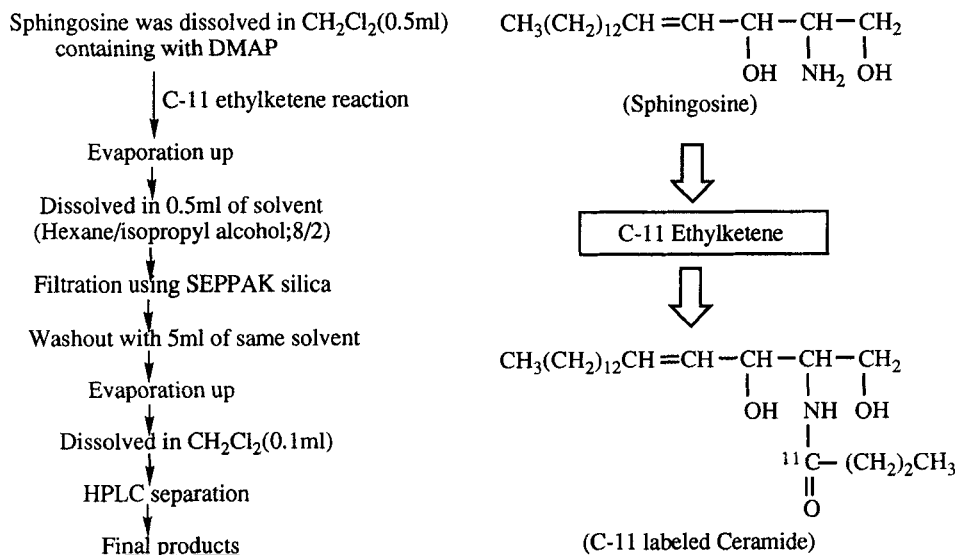 Sphingosine was dissolved in CH2Cl2(0.5ml)
containing with DMAP
C-11 ethylketene reaction
Evaporation up
Dissolved in 0.5ml of solvent
(Hexane/isopropyl alcohol;8/2)
Filtration using SEPPAK silica
Washout with 5ml of same solvent
Evaporation up
Dissolved in CH2Cl2(0.1ml)
HPLC separation
Final products
CH3(CH2)12CH=CH-CH-CH-CH2
OH NH2 OH
(Sphingosine)
C-11 Ethylketene
CH3(CH2)12CH=CH-CH-CH-CH2
OH NH OH
11C-(CH2)2CH3
O
(C-11 labeled Ceramide)